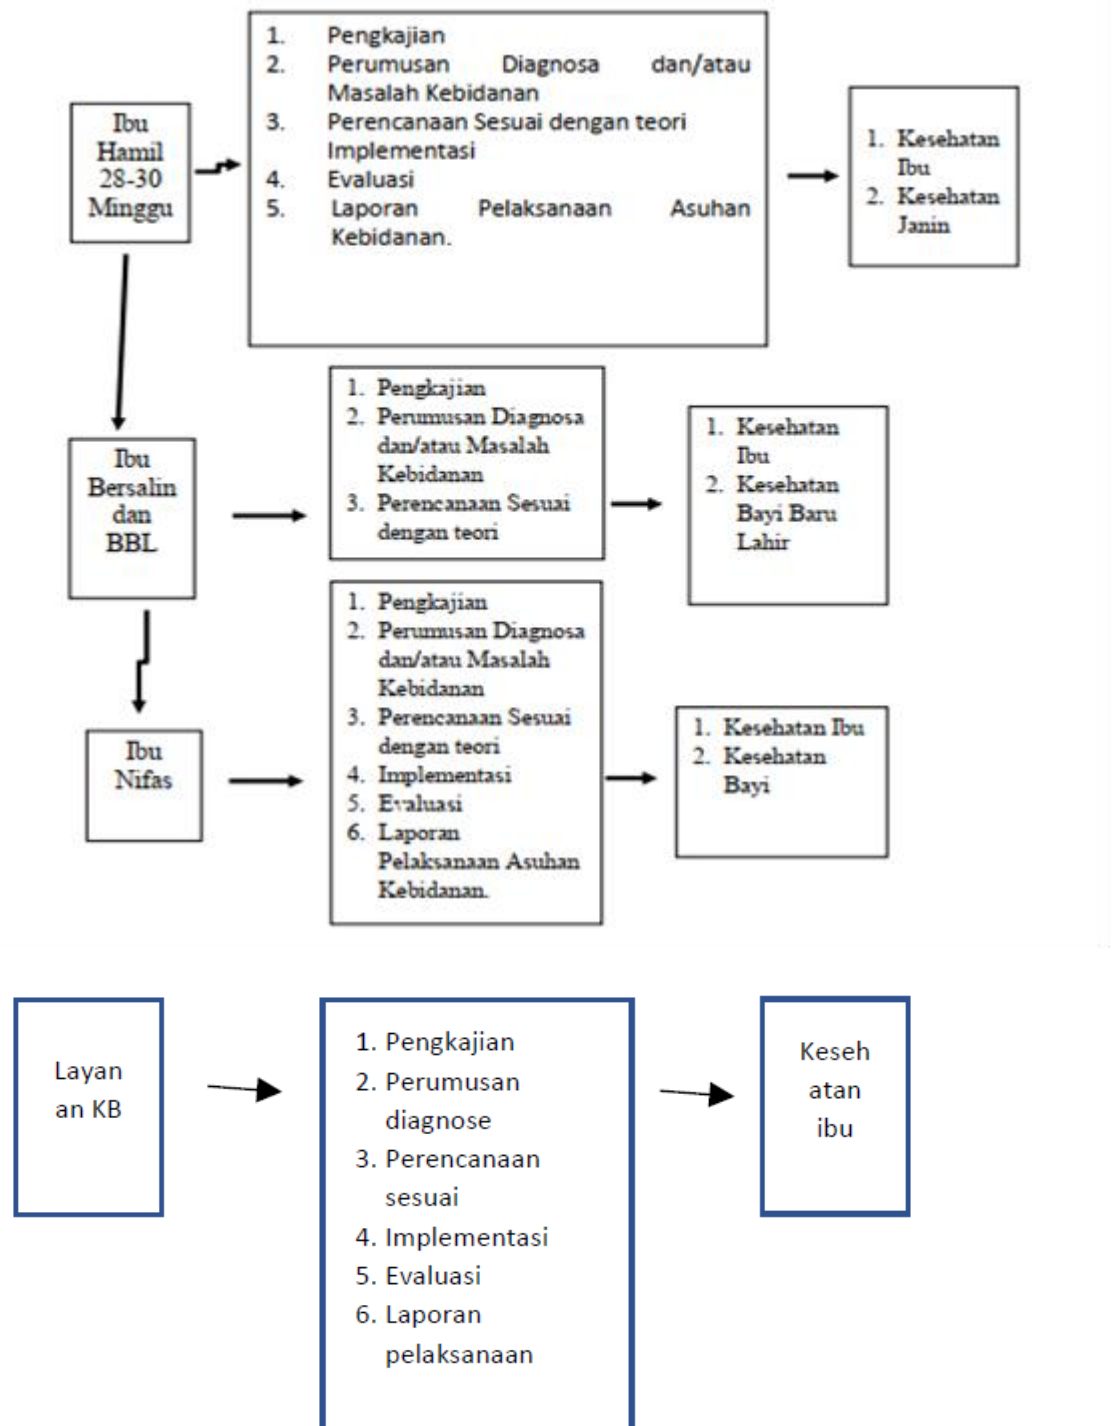 Ibu
Hamil
28-30
Minggu
1. Pengkajian
2. Perumusan Diagnosa dan/atau
Masalah Kebidanan
3. Perencanaan Sesuai dengan teori
Implementasi
4. Evaluasi
5. Laporan Pelaksanaan Asuhan
Kebidanan.
1. Kesehatan
Ibu
2. Kesehatan
Janin
Ibu
Bersalin
dan
BBL
1. Pengkajian
2. Perumusan Diagnosa
dan/atau Masalah
Kebidanan
3. Perencanaan Sesuai
dengan teori
1. Kesehatan
Ibu
2. Kesehatan
Bayi Baru
Lahir
Ibu
Nifas
1. Pengkajian
2. Perumusan Diagnosa
dan/atau Masalah
Kebidanan
3. Perencanaan Sesuai
dengan teori
4. Implementasi
5. Evaluasi
6. Laporan
Pelaksanaan Asuhan
Kebidanan.
1. Kesehatan Ibu
2. Kesehatan
Bayi
Layan
an KB
1. Pengkajian
2. Perumusan
diagnose
3. Perencanaan
sesuai
4. Implementasi
5. Evaluasi
6. Laporan
pelaksanaan
Keseh
atan
ibu